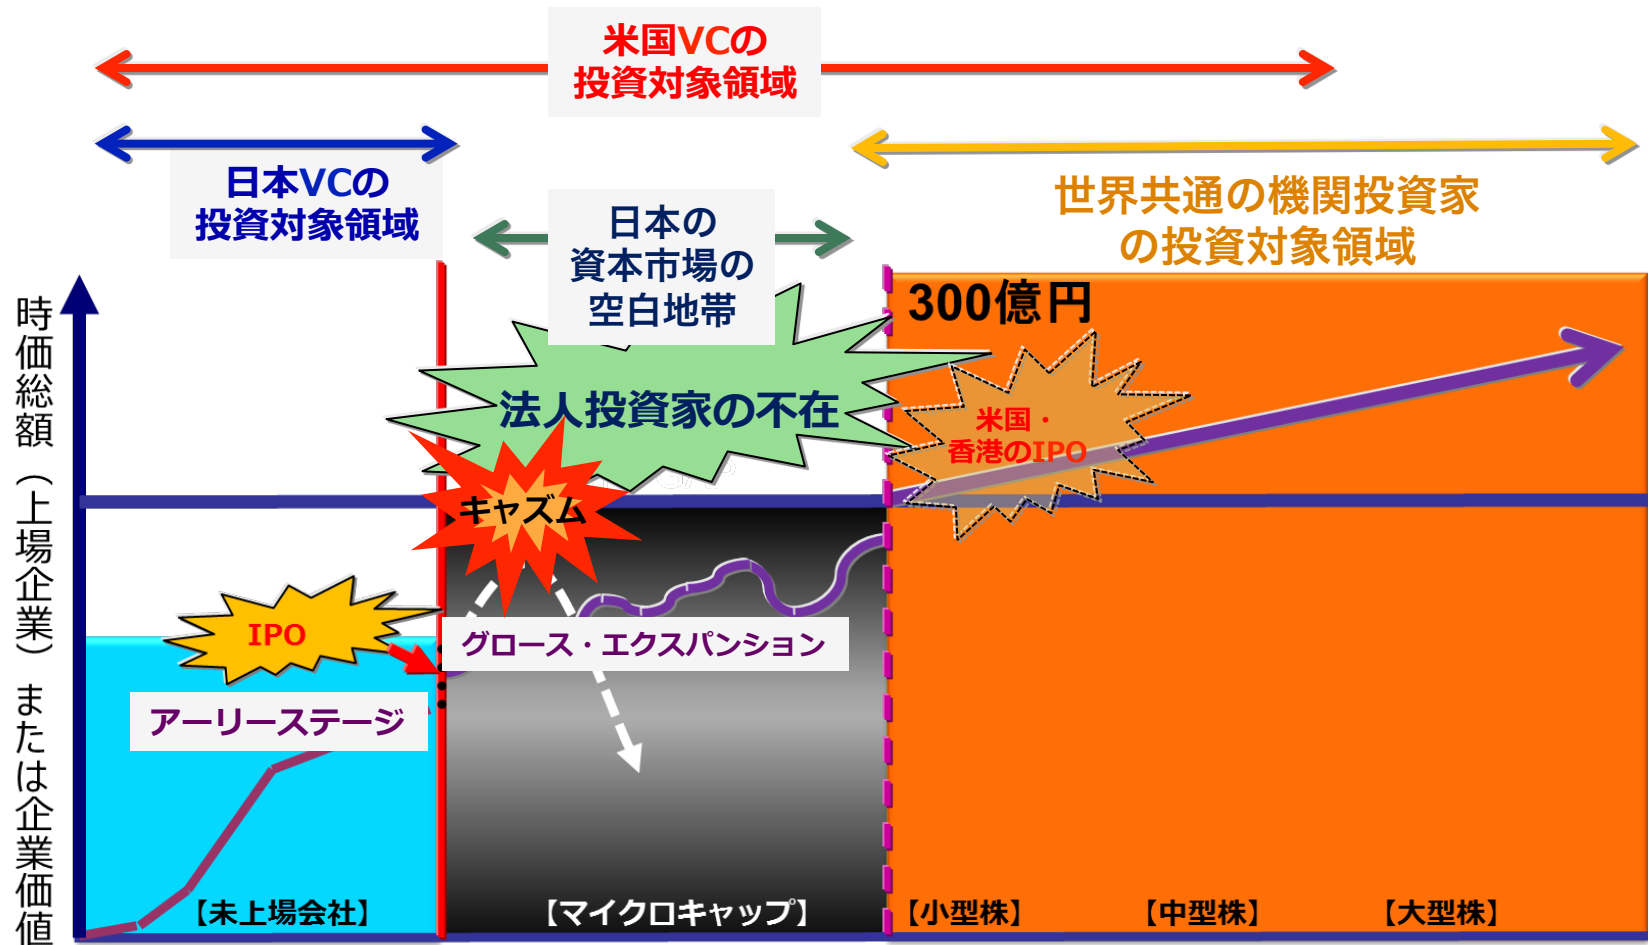 米国VCの
投資対象領域
日本VCの
投資対象領域
日本の
資本市場の
空白地帯
世界共通の機関投資家
の投資対象領域
300億円
法人投資家の不在
米国・
香港のIPO
キャズム
IPO
グロース・エクスパンション
アーリーステージ
時価総額（上場企業）または企業価値
【未上場会社】
【マイクロキャップ】
【小型株】
【中型株】
【大型株】